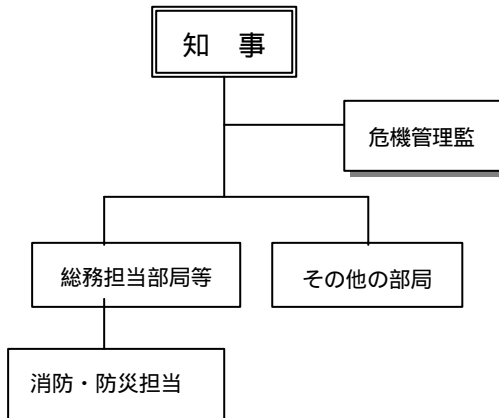 知　事
危機管理監
総務担当部局等
その他の部局
消防・防災担当